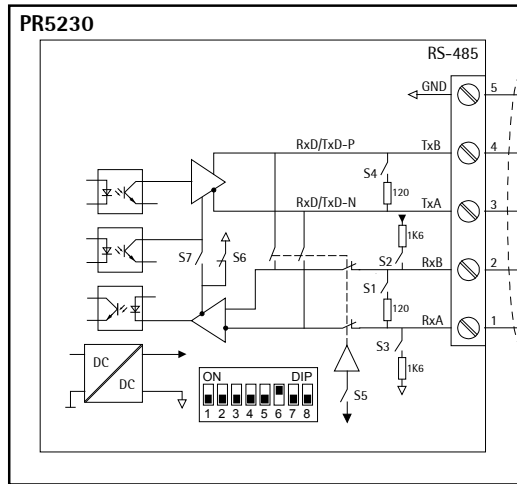 PR5230
RS-485
GND 5
RxD/TxD-P TxB 4
S4
120
RxD/TxD-N TxA 3
1K6
S7 S6 S2 RxB 2
S1
120
RxA 1
S3
1K6
DC
DC
ON DIP
1 2 3 4 5 6 7 8
S5